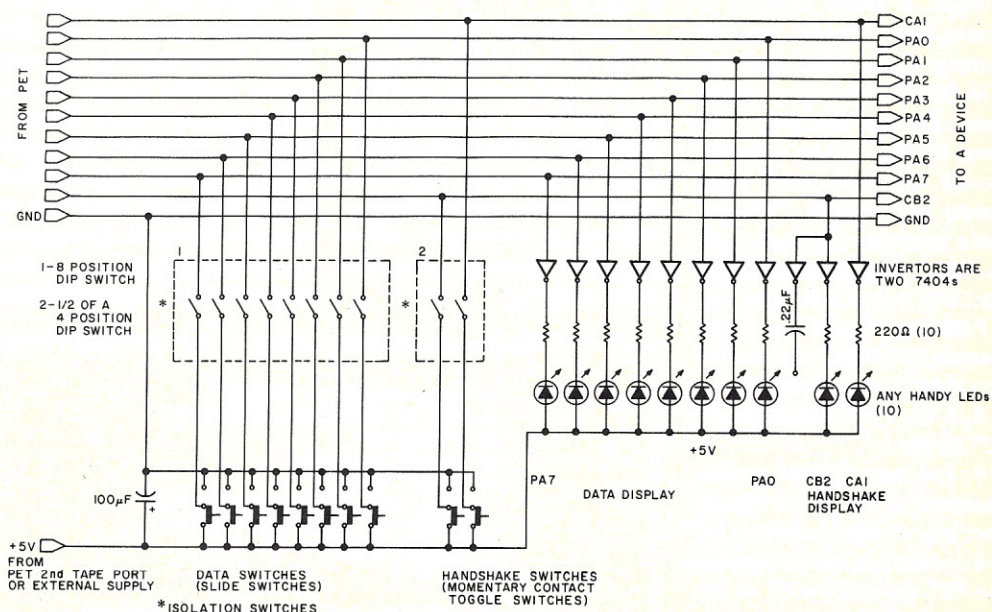 FROM PET
GND
CA1
PA0
PA1
PA2
PA3
PA4
PA5
PA6
PA7
CB2
GND
TO A DEVICE
1-8 POSITION
DIP SWITCH
2-1/2 OF A
4 POSITION
DIP SWITCH
1
*
2
*
INVERTORS ARE
TWO 7404s
.22µF
220Ω (10)
ANY HANDY LEDs
(10)
+5V
PA7
DATA DISPLAY
PA0
CB2 CA1
HANDSHAKE
DISPLAY
100µF
+
+5V
FROM
PET 2nd TAPE PORT
OR EXTERNAL SUPPLY
DATA SWITCHES
(SLIDE SWITCHES)
HANDSHAKE SWITCHES
(MOMENTARY CONTACT
TOGGLE SWITCHES)
*ISOLATION SWITCHES